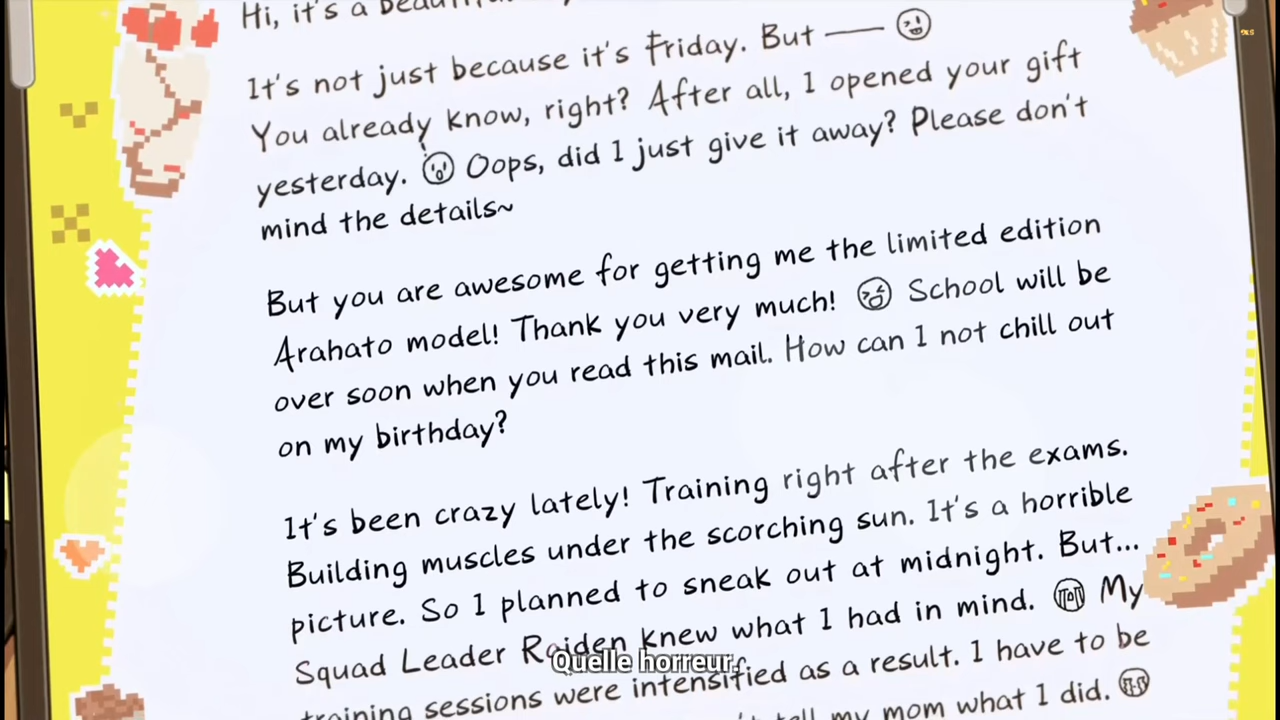 Hi, it's a
It's not just because it's Friday. But ——
You already know, right? After all, I opened your gift
yesterday. Oops, did I just give it away? Please don't
mind the details~
But you are awesome for getting me the limited edition
Arahato model! Thank you very much! School will be
over soon when you read this mail. How can I not chill out
on my birthday?
It's been crazy lately! Training right after the exams.
Building muscles under the scorching sun. It's a horrible
picture. So I planned to sneak out at midnight. But...
Squad Leader Raiden knew what I had in mind. My
training sessions were intensified as a result. I have to be
tell my mom what I did.
Quelle horreur.